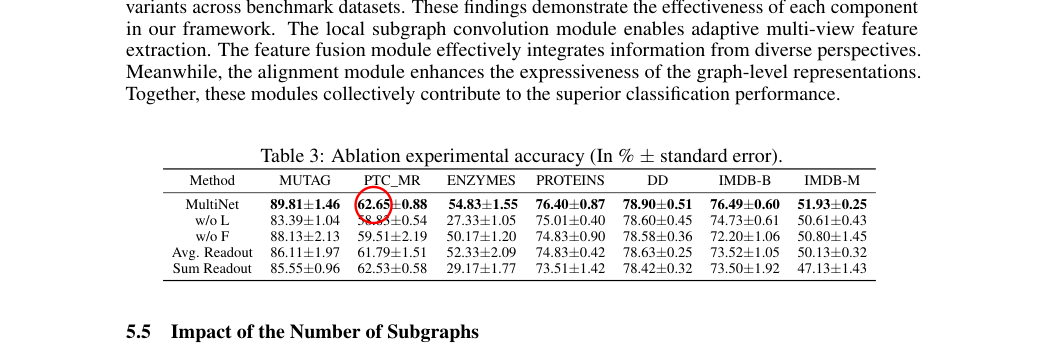 variants across benchmark datasets. These findings demonstrate the effectiveness of each component
in our framework. The local subgraph convolution module enables adaptive multi-view feature
extraction. The feature fusion module effectively integrates information from diverse perspectives.
Meanwhile, the alignment module enhances the expressiveness of the graph-level representations.
Together, these modules collectively contribute to the superior classification performance.
Table 3: Ablation experimental accuracy (In % ± standard error).
Method MUTAG PTC_MR ENZYMES PROTEINS DD IMDB-B IMDB-M
MultiNet 89.81±1.46 62.65±0.88 54.83±1.55 76.40±0.87 78.90±0.51 76.49±0.60 51.93±0.25
w/o L 83.39±1.04 ±0.54 27.33±1.05 75.01±0.40 78.60±0.45 74.73±0.61 50.61±0.43
w/o F 88.13±2.13 59.51±2.19 50.17±1.20 74.83±0.90 78.58±0.36 72.20±1.06 50.80±1.45
Avg. Readout 86.11±1.97 61.79±1.51 52.33±2.09 74.83±0.42 78.63±0.25 73.52±1.05 50.13±0.32
Sum Readout 85.55±0.96 62.53±0.58 29.17±1.77 73.51±1.42 78.42±0.32 73.50±1.92 47.13±1.43
5.5 Impact of the Number of Subgraphs